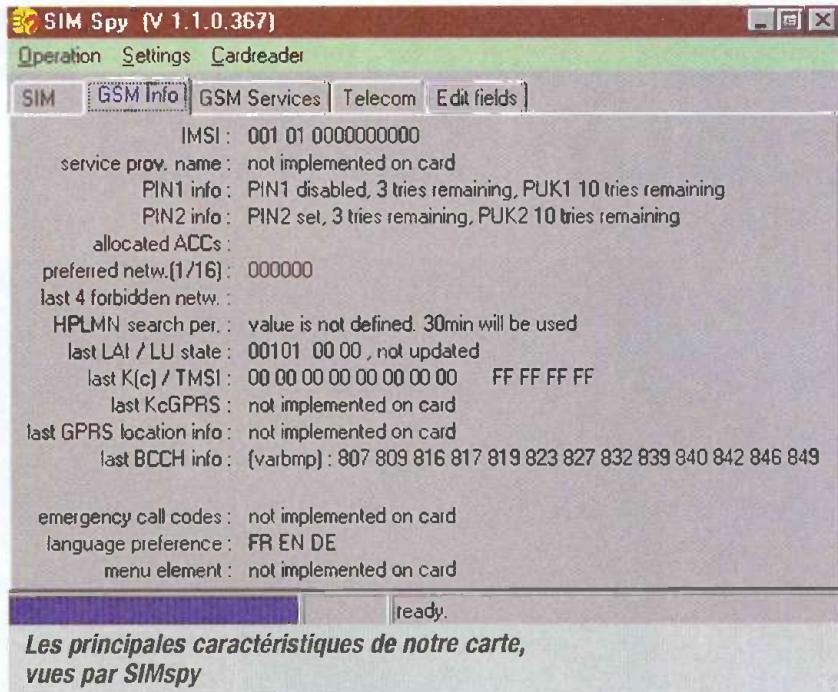 SIM Spy (V 1.1.0.367)
Operation Settings Cardreader
SIM GSM Info GSM Services Telecom Edit fields
IMSI : 001 01 0000000000
service prov. name : not implemented on card
PIN1 info : PIN1 disabled, 3 tries remaining, PUK1 10 tries remaining
PIN2 info : PIN2 set, 3 tries remaining, PUK2 10 tries remaining
allocated ACCs :
preferred netw.(1/16) : 000000
last 4 forbidden netw. :
HPLMN search per. : value is not defined. 30min will be used
last LAI / LU state : 00101 00 00 , not updated
last K(c) / TMSI : 00 00 00 00 00 00 00 00 FF FF FF FF
last KcGPRS : not implemented on card
last GPRS location info : not implemented on card
last BCCH info : (varbmp) : 807 809 816 817 819 823 827 832 839 840 842 846 849
emergency call codes : not implemented on card
language preference : FR EN DE
menu element : not implemented on card
ready.
Les principales caractéristiques de notre carte,
vues par SIMspy